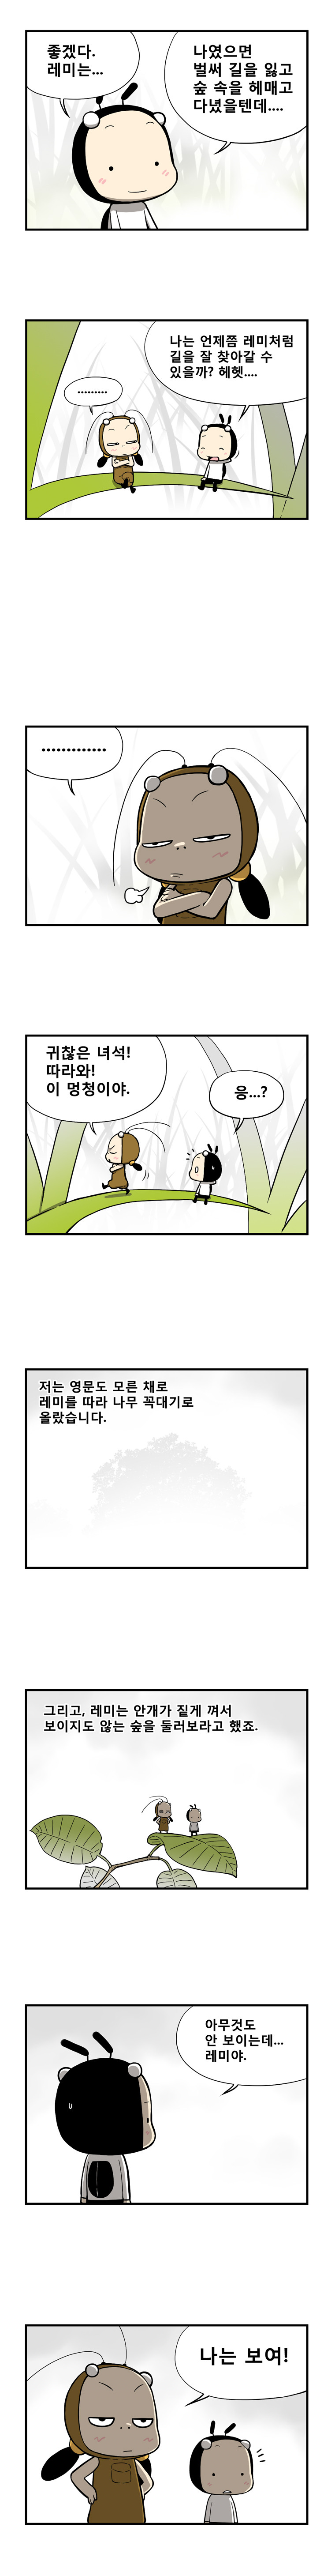 좋겠다.
레미는...
나였으면
벌써 길을 잃고
숲 속을 헤매고
다녔을텐데....
나는 언제쯤 레미처럼
길을 잘 찾아갈 수
있을까? 헤헷....
.........
.............
귀찮은 녀석!
따라와!
이 멍청이야.
응...?
저는 영문도 모른 채로
레미를 따라 나무 꼭대기로
올랐습니다.
그리고, 레미는 안개가 짙게 껴서
보이지도 않는 숲을 둘러보라고 했죠.
아무것도
안 보이는데...
레미야.
나는 보여!